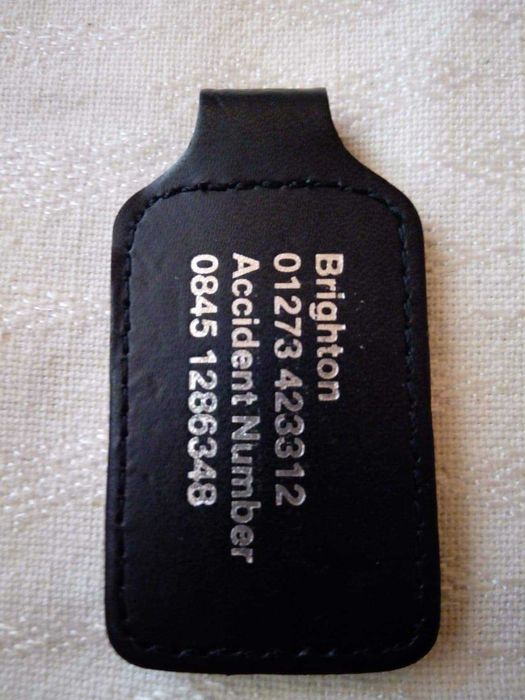 Brighton
01273 423312
Accident Number
0845 1286348